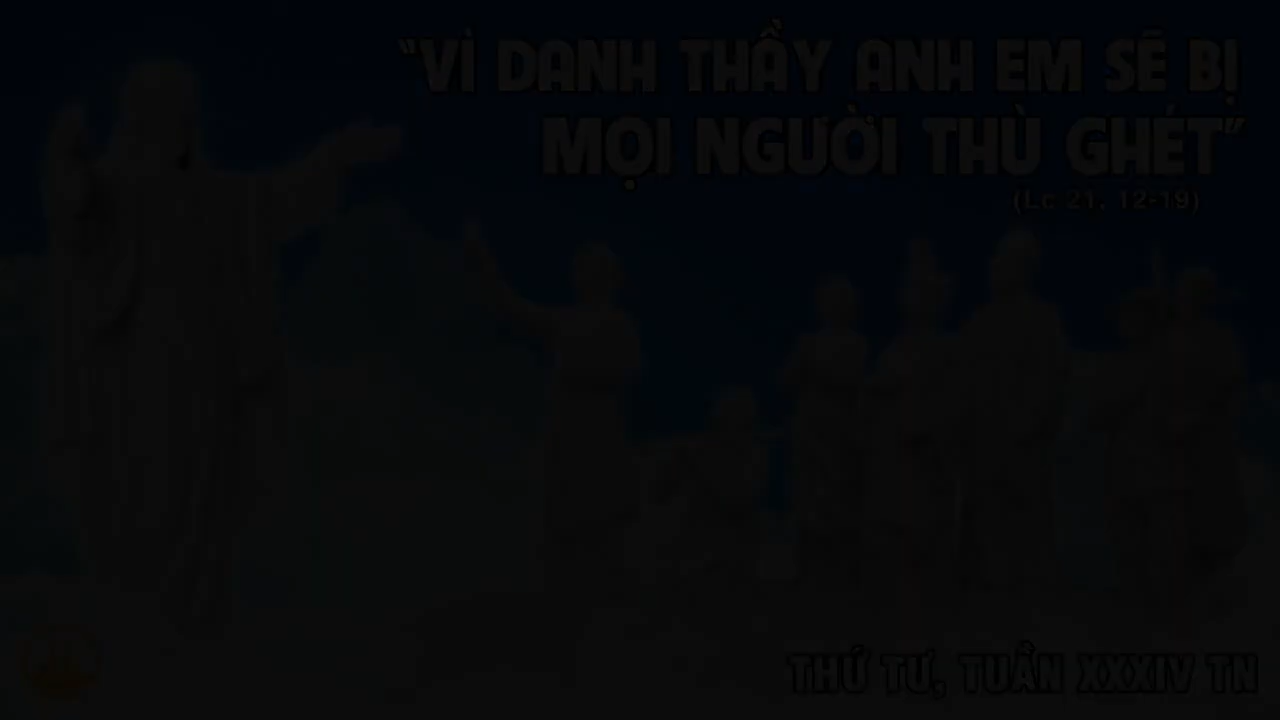 “VÌ DANH THẦY ANH EM SẼ BỊ
MỌI NGƯỜI THÙ GHÉT”
(Lc 21, 12-19)
THỨ TƯ, TUẦN XXXIV TN